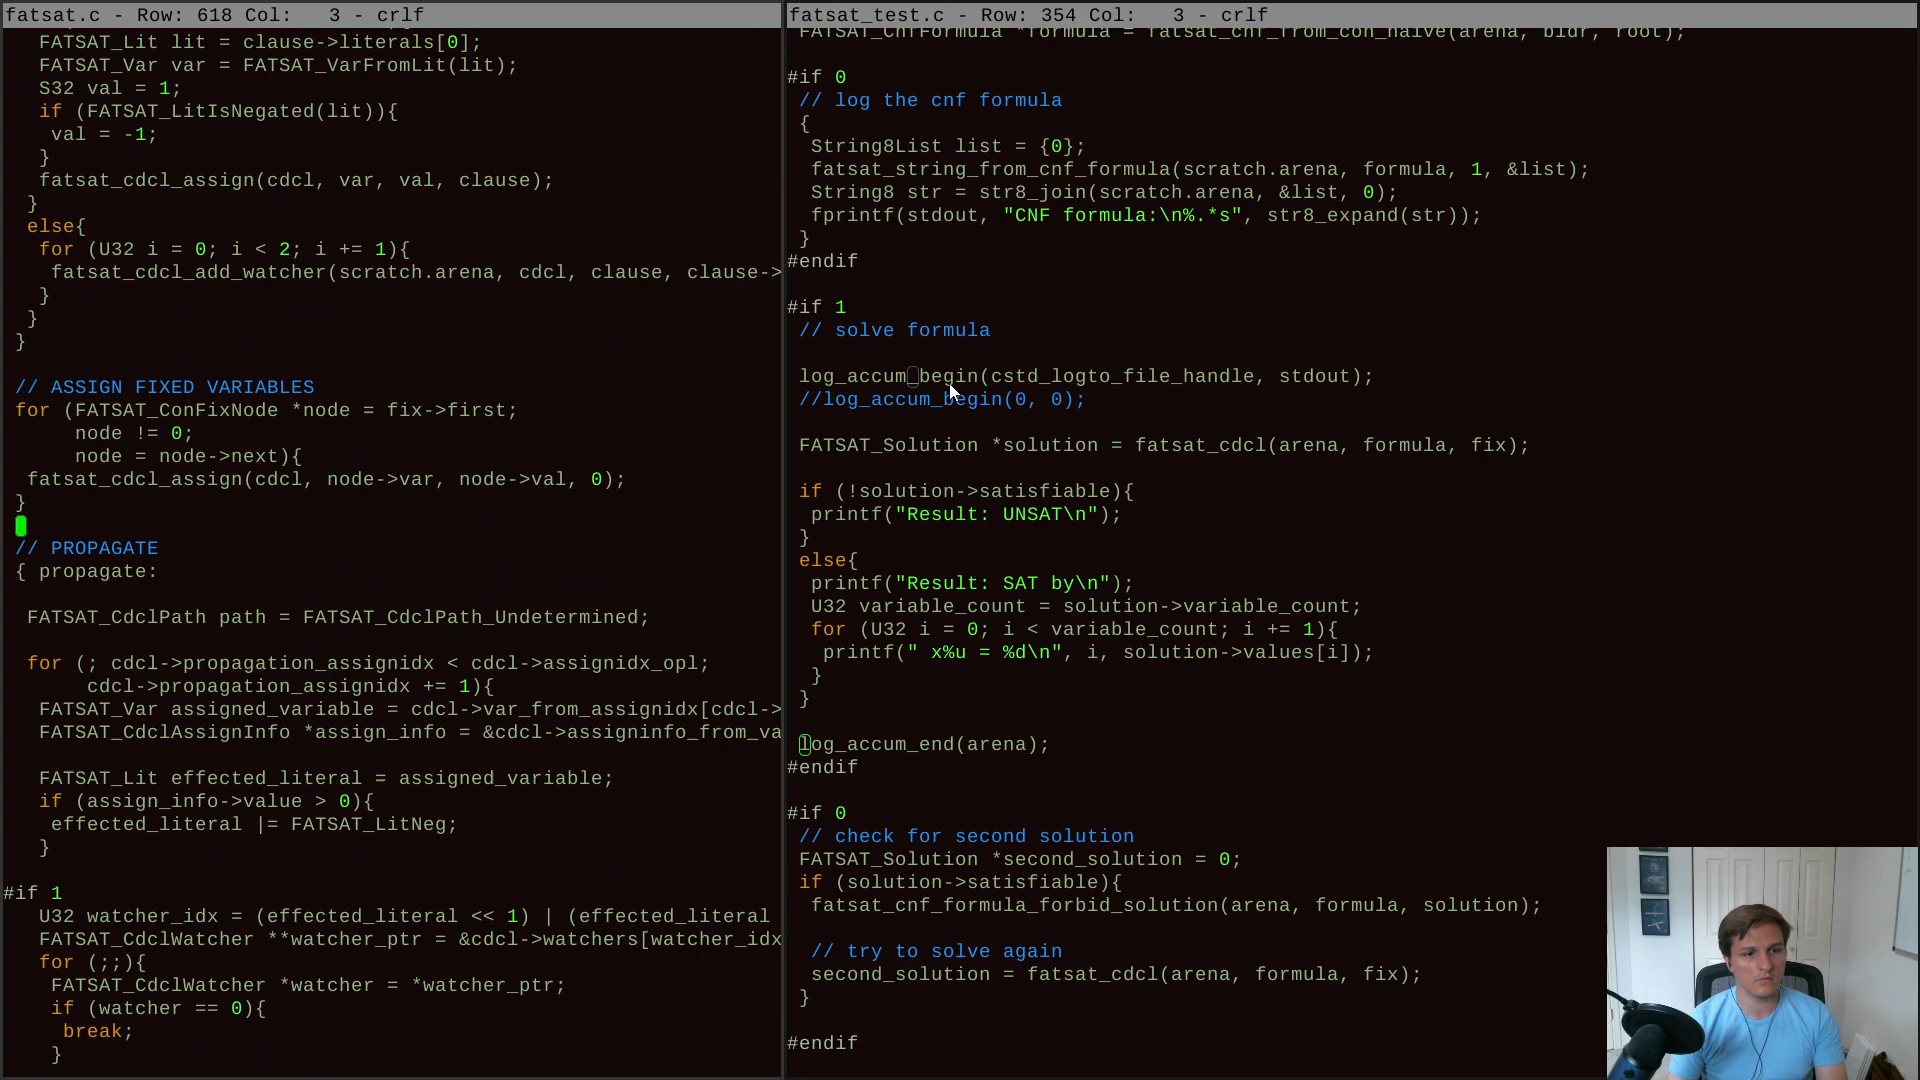 fatsat.c - Row: 618 Col:   3 - crlf
FATSAT_Lit lit = clause->literals[0];
FATSAT_Var var = FATSAT_VarFromLit(lit);
S32 val = 1;
if (FATSAT_LitIsNegated(lit)){
val = -1;
}
fatsat_cdcl_assign(cdcl, var, val, clause);
}
else{
for (U32 i = 0; i < 2; i += 1){
fatsat_cdcl_add_watcher(scratch.arena, cdcl, clause, clause->
}
}
}
// ASSIGN FIXED VARIABLES
for (FATSAT_ConFixNode *node = fix->first;
node != 0;
node = node->next){
fatsat_cdcl_assign(cdcl, node->var, node->val, 0);
}
// PROPAGATE
{ propagate:
FATSAT_CdclPath path = FATSAT_CdclPath_Undetermined;
for (; cdcl->propagation_assignidx < cdcl->assignidx_opl;
cdcl->propagation_assignidx += 1){
FATSAT_Var assigned_variable = cdcl->var_from_assignidx[cdcl->
FATSAT_CdclAssignInfo *assign_info = &cdcl->assigninfo_from_va
FATSAT_Lit effected_literal = assigned_variable;
if (assign_info->value > 0){
effected_literal |= FATSAT_LitNeg;
}
#if 1
U32 watcher_idx = (effected_literal << 1) | (effected_literal
FATSAT_CdclWatcher **watcher_ptr = &cdcl->watchers[watcher_idx
for (;;){
FATSAT_CdclWatcher *watcher = *watcher_ptr;
if (watcher == 0){
break;
}
fatsat_test.c - Row: 354 Col:   3 - crlf
FATSAT_CnfFormula *formula = fatsat_cnf_from_con_naive(arena, bldr, root);
#if 0
// log the cnf formula
{
String8List list = {0};
fatsat_string_from_cnf_formula(scratch.arena, formula, 1, &list);
String8 str = str8_join(scratch.arena, &list, 0);
fprintf(stdout, "CNF formula:\n%.*s", str8_expand(str));
}
#endif
#if 1
// solve formula
log_accum_begin(cstd_logto_file_handle, stdout);
//log_accum_begin(0, 0);
FATSAT_Solution *solution = fatsat_cdcl(arena, formula, fix);
if (!solution->satisfiable){
printf("Result: UNSAT\n");
}
else{
printf("Result: SAT by\n");
U32 variable_count = solution->variable_count;
for (U32 i = 0; i < variable_count; i += 1){
printf(" x%u = %d\n", i, solution->values[i]);
}
}
log_accum_end(arena);
#endif
#if 0
// check for second solution
FATSAT_Solution *second_solution = 0;
if (solution->satisfiable){
fatsat_cnf_formula_forbid_solution(arena, formula, solution);
// try to solve again
second_solution = fatsat_cdcl(arena, formula, fix);
}
#endif